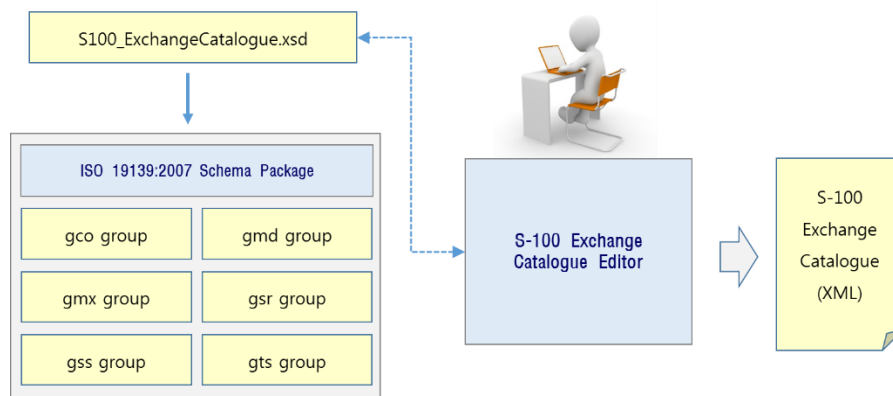 S100_ExchangeCatalogue.xsd
ISO 19139:2007 Schema Package
gco group
gmd group
gmx group
gsr group
gss group
gts group
S-100 Exchange
Catalogue Editor
S-100
Exchange
Catalogue
(XML)